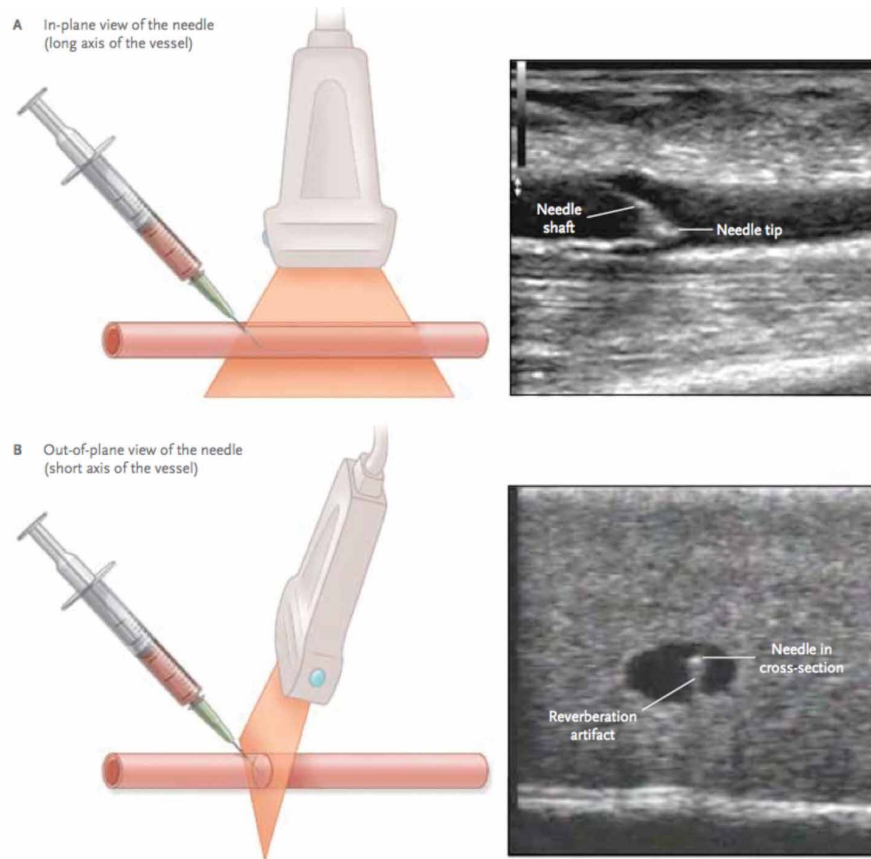 A In-plane view of the needle
(long axis of the vessel)
Needle
shaft
Needle tip
B Out-of-plane view of the needle
(short axis of the vessel)
Needle in
cross-section
Reverberation
artifact